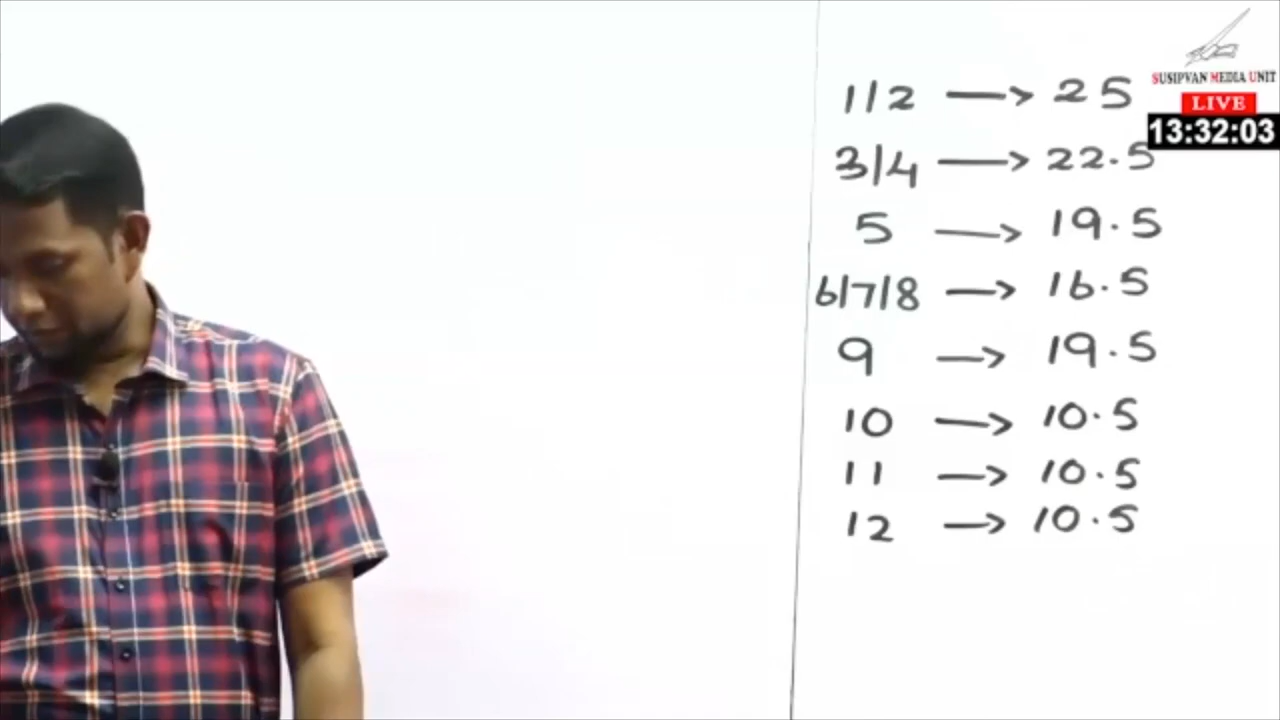 SUSIPVAN MEDIA UNIT
LIVE
13:32:03
1/2 → 25
3/4 → 22.5
5 → 19.5
6/7/8 → 16.5
9 → 19.5
10 → 10.5
11 → 10.5
12 → 10.5